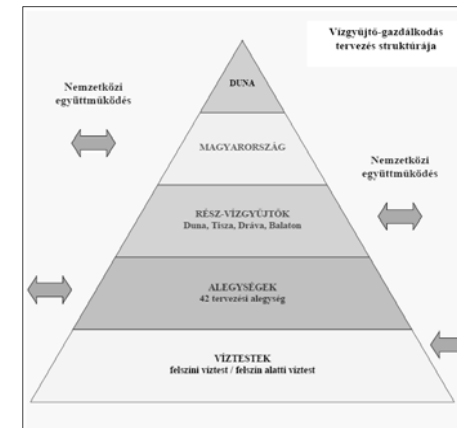 Vízgyűjtő-gazdálkodás
tervezés struktúrája
DUNA
Nemzetközi
együttműködés
MAGYARORSZÁG
Nemzetközi
együttműködés
RÉSZ-VÍZGYŰJTŐK
Duna, Tisza, Dráva, Balaton
ALEGYSÉGEK
42 tervezési alegység
VÍZTESTEK
felszíni víztest / felszín alatti víztest